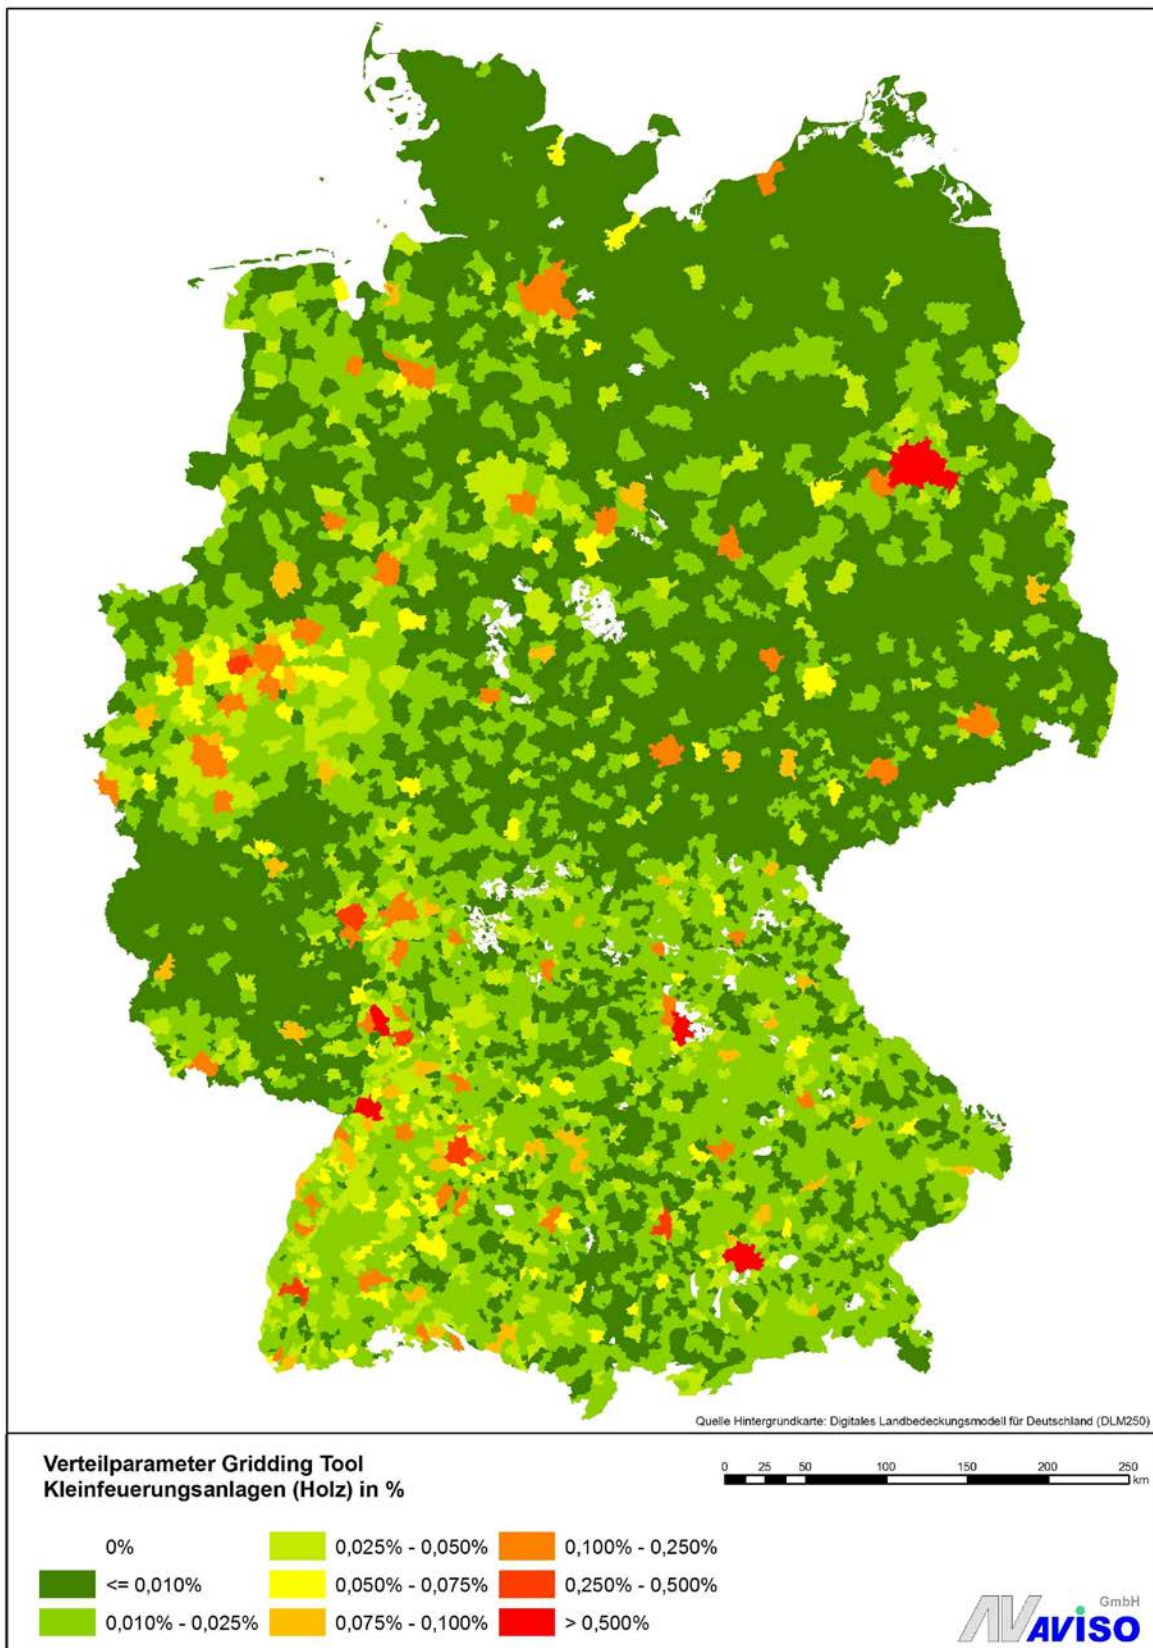 Quelle Hintergrundkarte: Digitales Landbedeckungsmodell für Deutschland (DLM250)
Verteilparameter Gridding Tool
Kleinfeuerungsanlagen (Holz) in %
0 25 50 100 150 200 250
km
0%
<= 0,010%
0,010% - 0,025%
0,025% - 0,050%
0,050% - 0,075%
0,075% - 0,100%
0,100% - 0,250%
0,250% - 0,500%
> 0,500%
GmbH
AV AVISO